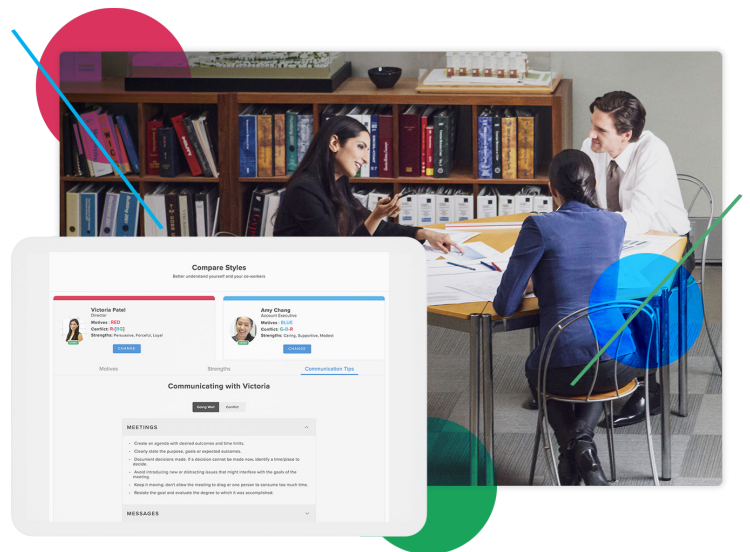 Compare Styles
Better understand yourself and your co-workers
Victoria Patel
Director
Motives : RED
Conflict: R-[BG]
Strengths: Persuasive, Forceful, Loyal
CHANGE
Amy Chang
Account Executive
Motives : BLUE
Conflict: G-B-R
Strengths: Caring, Supportive, Modest
CHANGE
Motives
Strengths
Communication Tips
Communicating with Victoria
Going Well
Conflict
MEETINGS
- Create an agenda with desired outcomes and time limits.
- Clearly state the purpose, goals or expected outcomes.
- Document decisions made. If a decision cannot be made now, identify a time/place to
decide.
- Avoid introducing new or distracting issues that might interfere with the goals of the
meeting.
- Keep it moving; don't allow the meeting to drag or one person to consume too much time.
- Restate the goal and evaluate the degree to which it was accomplished.
MESSAGES